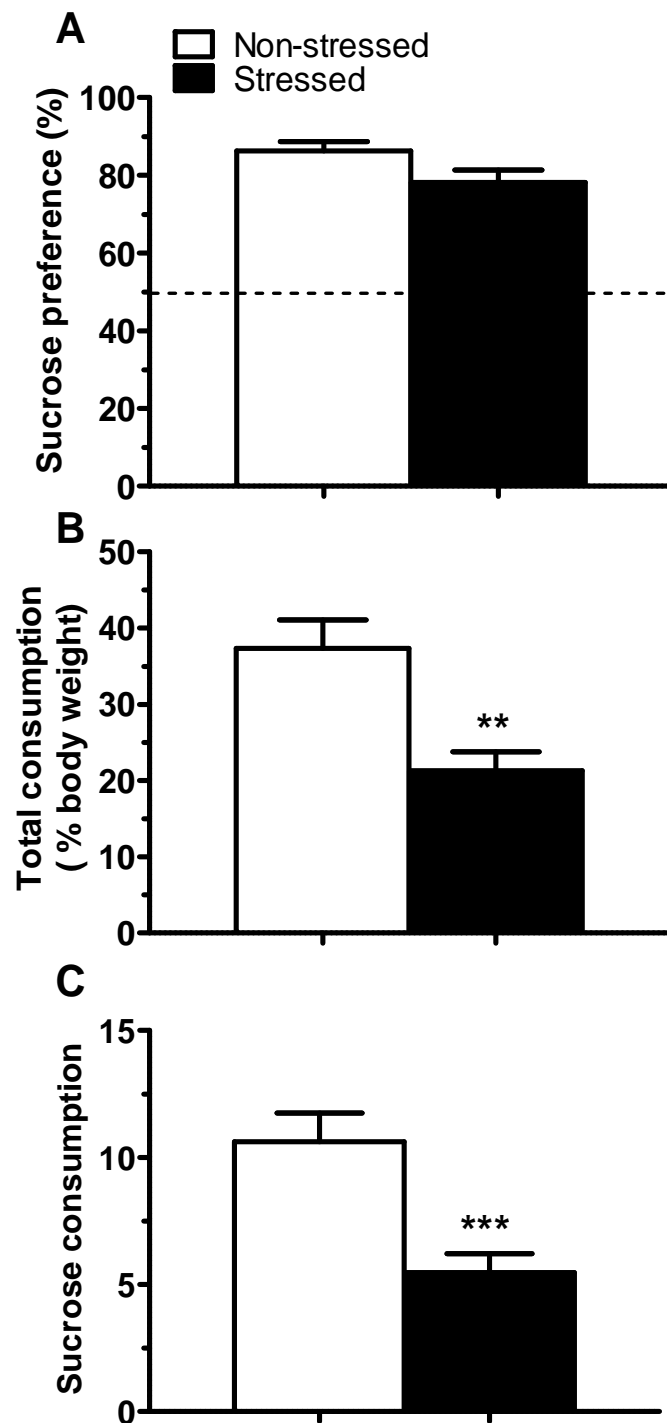 A
Non-stressed
Stressed
Sucrose preference (%)
100
80
60
40
20
0
B
Total consumption
( % body weight)
50
40
30
20
10
0
**
C
Sucrose consumption
15
10
5
0
***